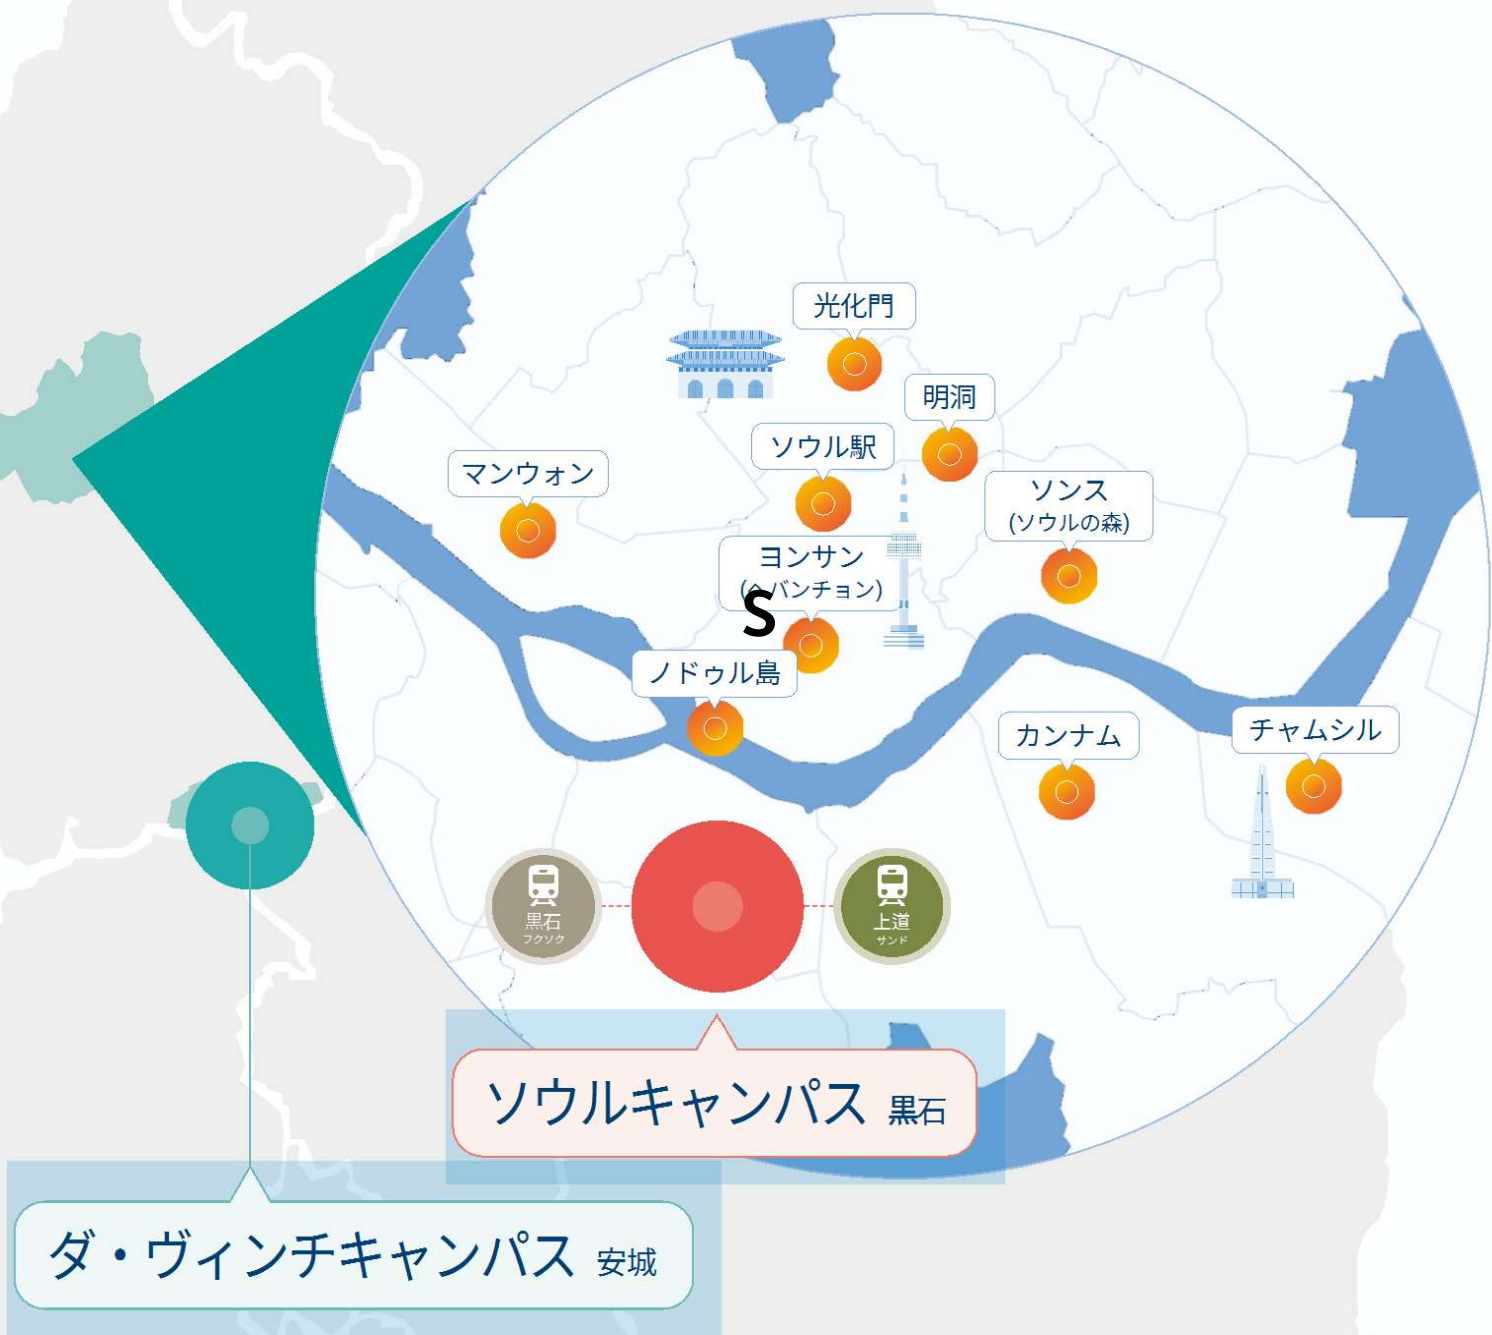 光化門
明洞
ソウル駅
マンウォン
ソンス
(ソウルの森)
ヨンサン
(ヘバンチョン)
S
ノドゥル島
カンナム
チャムシル
黒石
フクソク
上道
サンド
ソウルキャンパス 黒石
ダ・ヴィンチキャンパス 安城